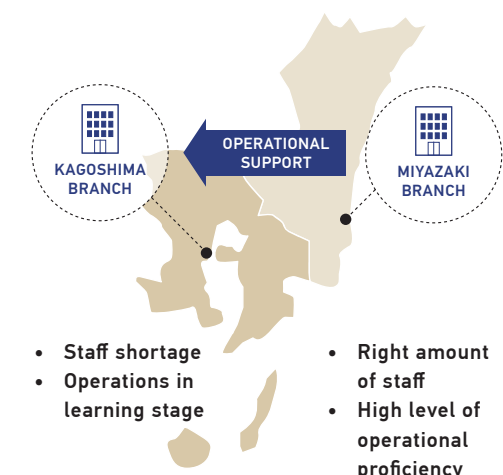 OPERATIONAL
SUPPORT
KAGOSHIMA
BRANCH
MIYAZAKI
BRANCH
• Staff shortage
• Operations in
learning stage
• Right amount
of staff
• High level of
operational
proficiency